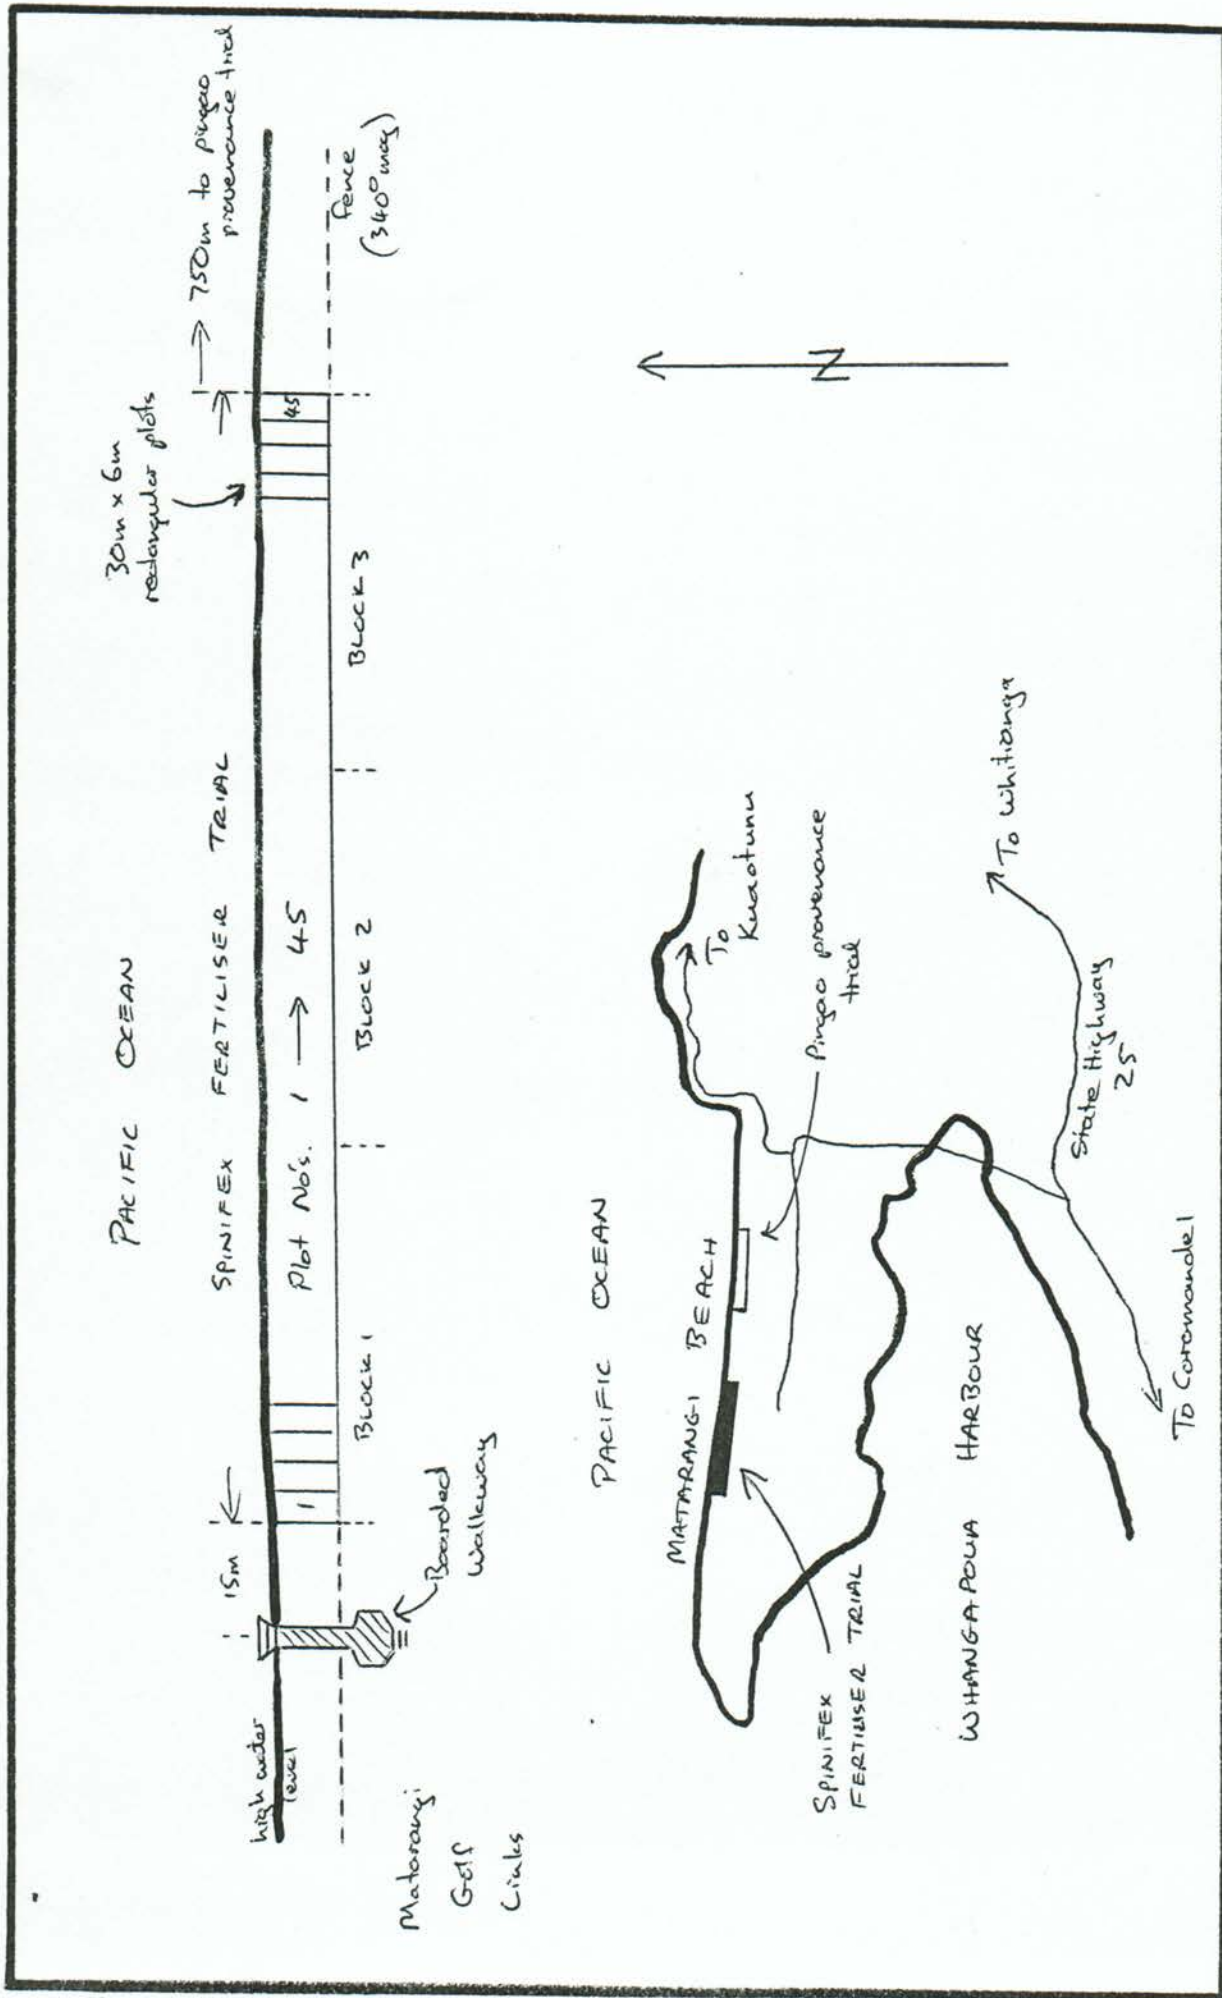 PACIFIC OCEAN
30m x 6m
rectangular plots
→ 750m to pingao
provenance trial
SPINIFEX FERTILISER TRIAL
15m
high water
level
Plot No's. 1 → 45
1
45
BLOCK 1
BLOCK 2
BLOCK 3
fence
(340° mag)
Boarded
Walkway
Matarangi
Golf
Links
PACIFIC OCEAN
MATARANGI BEACH
To
Kuaotunu
Pingao provenance
trial
N
SPINIFEX
FERTILISER TRIAL
WHANGAPOUA HARBOUR
To Whitianga
State Highway
25
To Coromandel